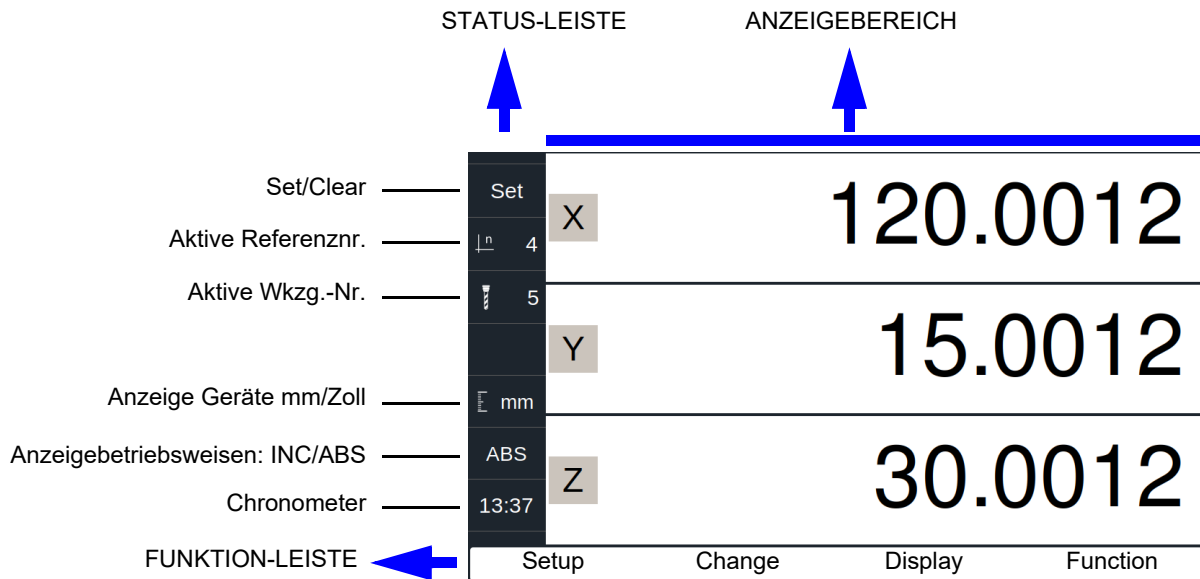 STATUS-LEISTE ANZEIGEBEREICH
Set/Clear Set X 120.0012
Aktive Referenznr. n 4
Aktive Wkzg.-Nr. 5
Y 15.0012
Anzeige Geräte mm/Zoll mm
Anzeigebetriebsweisen: INC/ABS ABS Z 30.0012
Chronometer 13:37
FUNKTION-LEISTE Setup Change Display Function